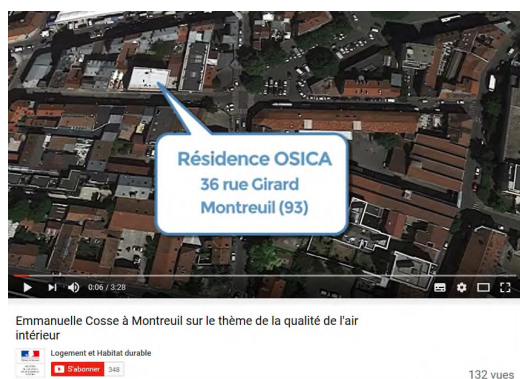 Résidence OSICA
36 rue Girard
Montreuil (93)
0:06 / 3:28
Emmanuelle Cosse à Montreuil sur le thème de la qualité de l'air
intérieur
Logement et Habitat durable
S'abonner 348
132 vues